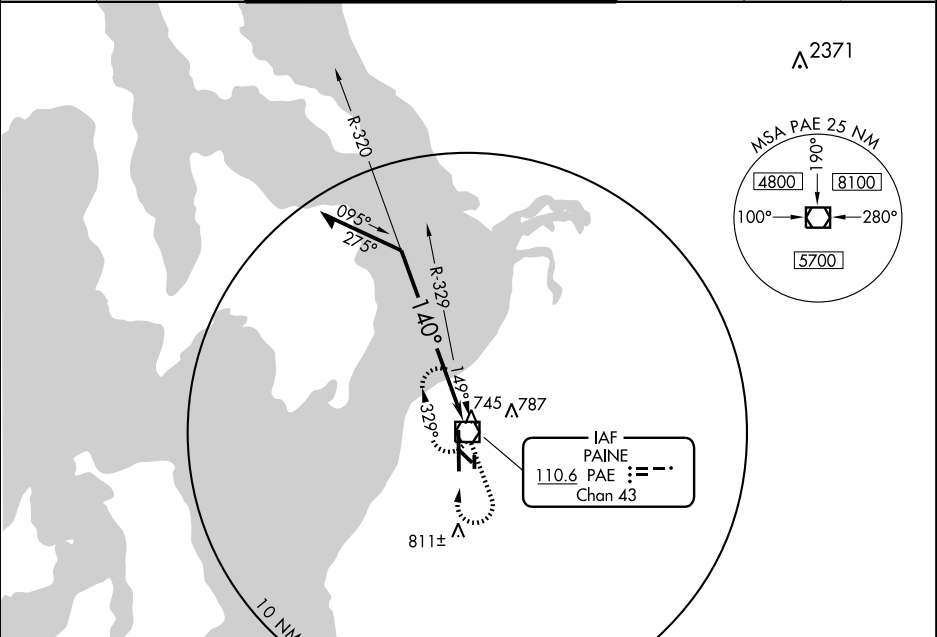 2371
MSA PAE 25 NM
190°
4800
8100
100°
280°
5700
R-320
095°
275°
R-329
140°
149°
329°
745
787
IAF
PAINE
110.6 PAE
Chan 43
811±
10 NM